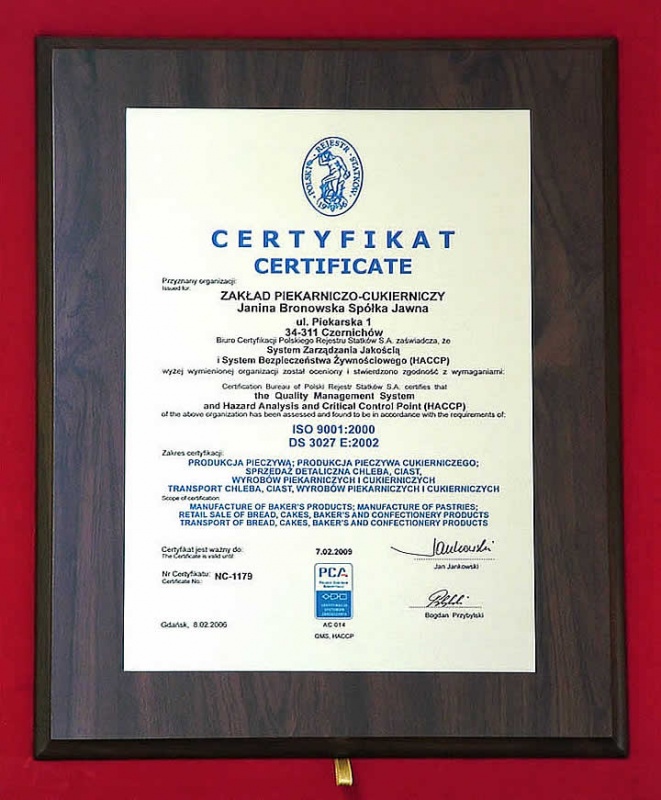 POLSKI REJESTR STATKÓW
1936
CERTYFIKAT
CERTIFICATE
Przyznany organizacji:
Issued for:
ZAKŁAD PIEKARNICZO-CUKIERNICZY
Janina Bronowska Spółka Jawna
ul. Piekarska 1
34-311 Czernichów
Biuro Certyfikacji Polskiego Rejestru Statków S.A. zaświadcza, że
System Zarządzania Jakością
i System Bezpieczeństwa Żywnościowego (HACCP)
wyżej wymienionej organizacji został oceniony i stwierdzono zgodność z wymaganiami:
Certification Bureau of Polski Rejestr Statków S.A. certifies that
the Quality Management System
and Hazard Analysis and Critical Control Point (HACCP)
of the above organization has been assessed and found to be in accordance with the requirements of:
ISO 9001:2000
DS 3027 E:2002
Zakres certyfikacji:
PRODUKCJA PIECZYWA; PRODUKCJA PIECZYWA CUKIERNICZEGO;
SPRZEDAŻ DETALICZNA CHLEBA, CIAST,
WYROBÓW PIEKARNICZYCH I CUKIERNICZYCH
TRANSPORT CHLEBA, CIAST, WYROBÓW PIEKARNICZYCH I CUKIERNICZYCH
Scope of certification
MANUFACTURE OF BAKER'S PRODUCTS; MANUFACTURE OF PASTRIES;
RETAIL SALE OF BREAD, CAKES, BAKER'S AND CONFECTIONERY PRODUCTS
TRANSPORT OF BREAD, CAKES, BAKER'S AND CONFECTIONERY PRODUCTS
Certyfikat jest ważny do:
The Certificate is valid until
7.02.2009
Jankowski
Jan Jankowski
Nr Certyfikatu:
Certificate No.:
NC-1179
PCA
CERTYFIKACJA
SYSTEMÓW
ZARZĄDZANIA
AC 014
QMS, HACCP
Bogdan Przybylski
Gdańsk, 8.02.2006